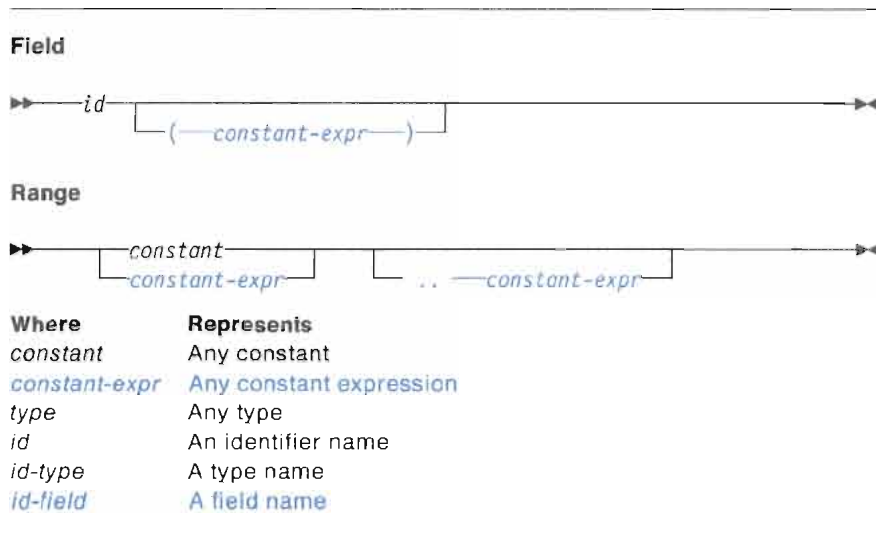 Field
id
( constant-expr )
Range
constant
constant-expr .. constant-expr
Where Represents
constant Any constant
constant-expr Any constant expression
type Any type
id An identifier name
id-type A type name
id-field A field name